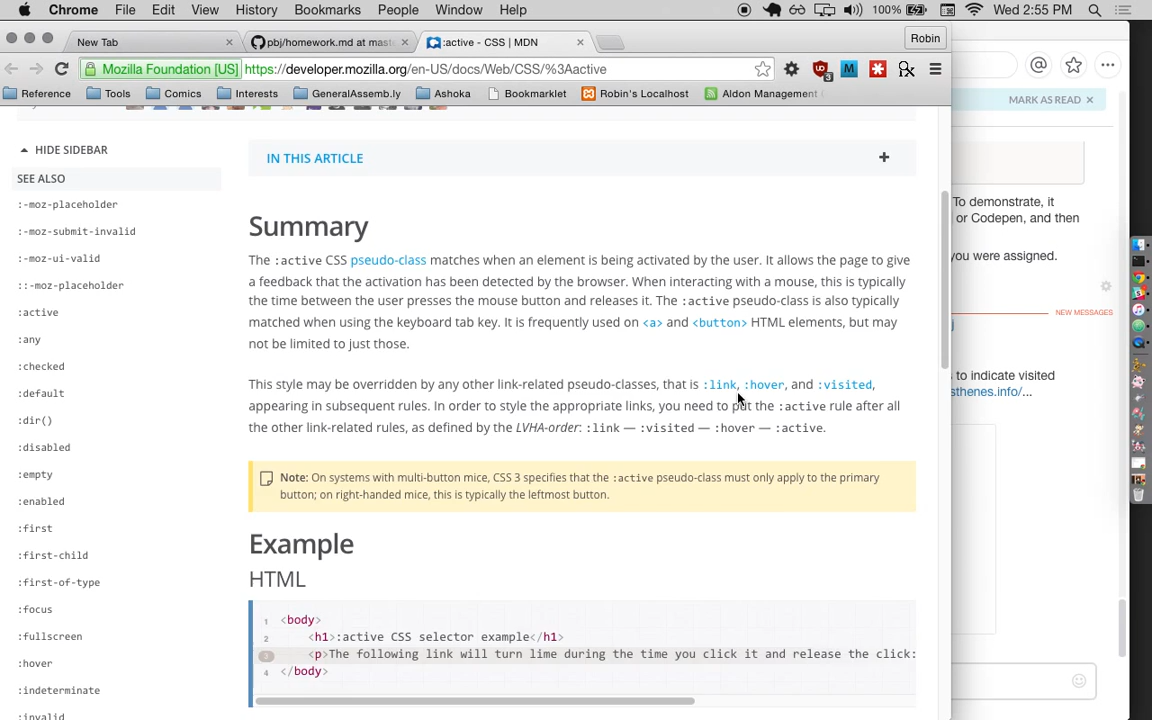 Chrome File Edit View History Bookmarks People Window Help 100% Wed 2:55 PM
New Tab pbj/homework.md at mast :active - CSS | MDN Robin
Mozilla Foundation [US] https://developer.mozilla.org/en-US/docs/Web/CSS/%3Aactive
Reference Tools Comics Interests GeneralAssemb.ly Ashoka Bookmarklet Robin's Localhost Aldon Management
MARK AS READ
HIDE SIDEBAR
SEE ALSO
:-moz-placeholder
:-moz-submit-invalid
:-moz-ui-valid
::-moz-placeholder
:active
:any
:checked
:default
:dir()
:disabled
:empty
:enabled
:first
:first-child
:first-of-type
:focus
:fullscreen
:hover
:indeterminate
:invalid
IN THIS ARTICLE +
Summary
The :active CSS pseudo-class matches when an element is being activated by the user. It allows the page to give
a feedback that the activation has been detected by the browser. When interacting with a mouse, this is typically
the time between the user presses the mouse button and releases it. The :active pseudo-class is also typically
matched when using the keyboard tab key. It is frequently used on <a> and <button> HTML elements, but may
not be limited to just those.
This style may be overridden by any other link-related pseudo-classes, that is :link, :hover, and :visited,
appearing in subsequent rules. In order to style the appropriate links, you need to put the :active rule after all
the other link-related rules, as defined by the LVHA-order: :link — :visited — :hover — :active.
Note: On systems with multi-button mice, CSS 3 specifies that the :active pseudo-class must only apply to the primary
button; on right-handed mice, this is typically the leftmost button.
Example
HTML
1 <body>
2 <h1>:active CSS selector example</h1>
3 <p>The following link will turn lime during the time you click it and release the click:
4 </body>
To demonstrate, it
or Codepen, and then
you were assigned.
NEW MESSAGES
to indicate visited
sthenes.info/...